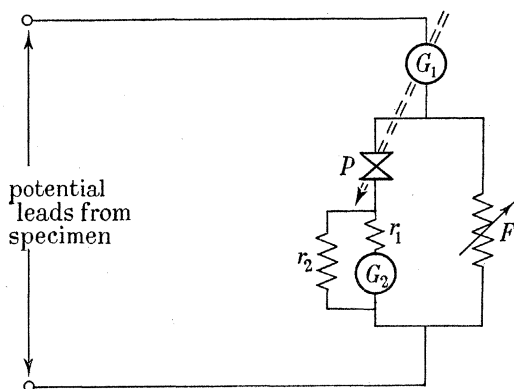 G₁
P
potential
leads from
specimen
r₁
F
r₂
G₂